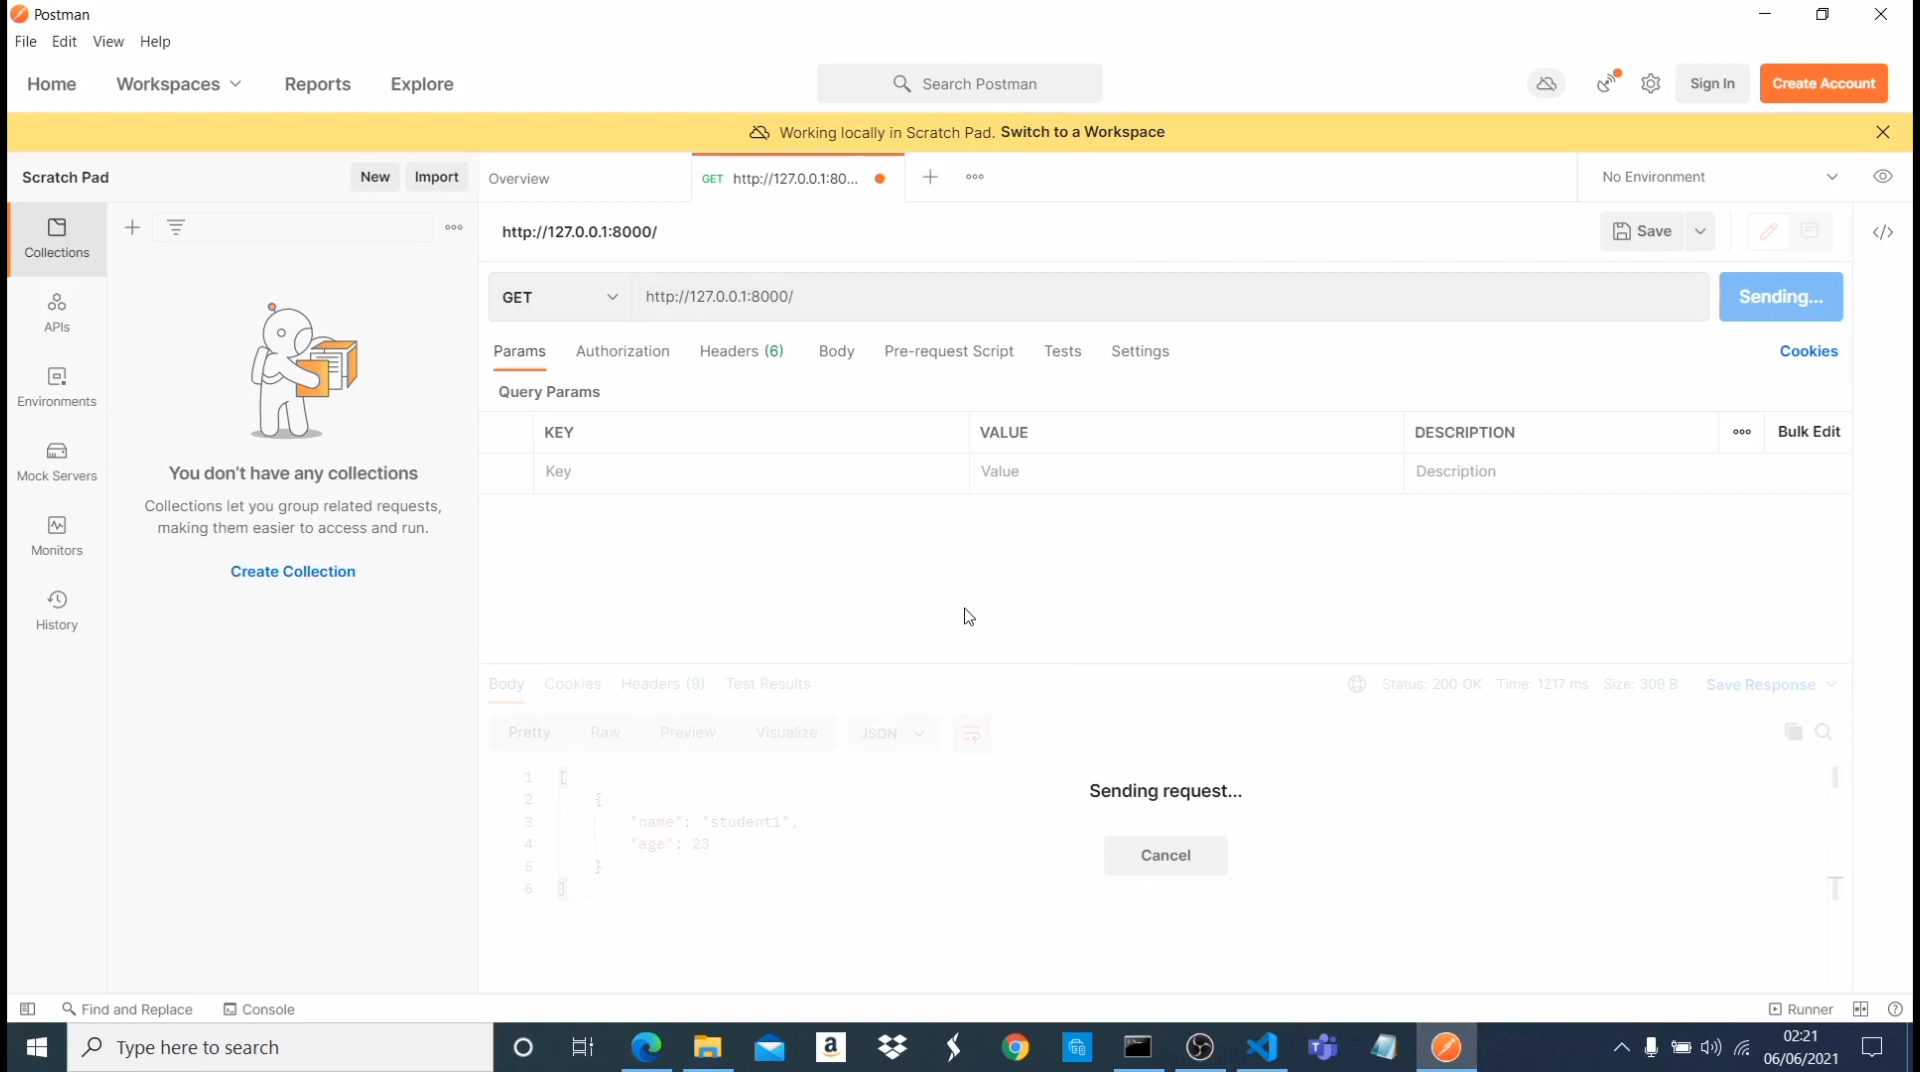 Postman
File Edit View Help
Home Workspaces Reports Explore Search Postman Sign In Create Account
Working locally in Scratch Pad. Switch to a Workspace
Scratch Pad New Import Overview GET http://127.0.0.1:80... No Environment
Collections
http://127.0.0.1:8000/ Save
GET http://127.0.0.1:8000/ Sending...
APIs
Params Authorization Headers (6) Body Pre-request Script Tests Settings Cookies
Environments
Query Params
KEY VALUE DESCRIPTION Bulk Edit
Key Value Description
Mock Servers
You don't have any collections
Collections let you group related requests,
making them easier to access and run.
Create Collection
Monitors
History
Body Cookies Headers (9) Test Results Status: 200 OK Time: 1217 ms Size: 309 B Save Response
Pretty Raw Preview Visualize JSON
1 [
2 {
3 "name": "student1",
4 "age": 23
5 }
6 ]
Sending request...
Cancel
Find and Replace Console Runner
Type here to search
02:21
06/06/2021